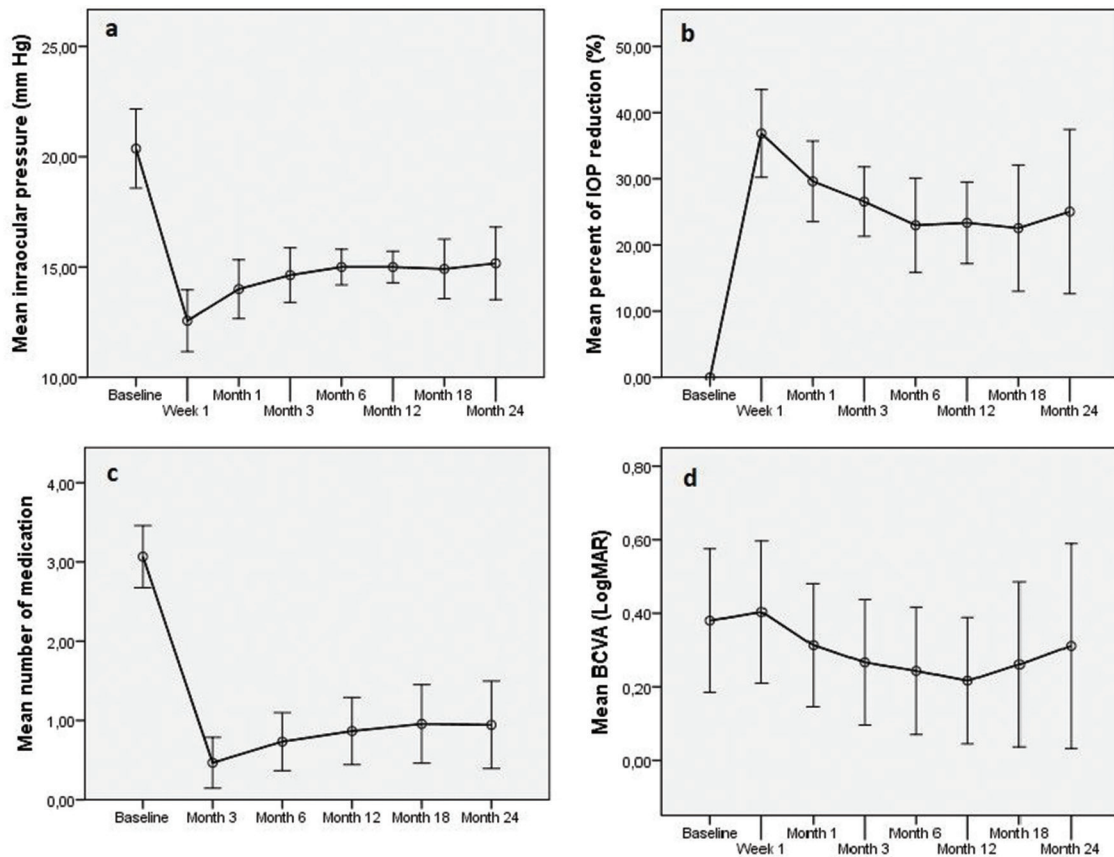 a
Mean inraocular pressure (mm Hg)
25,00
20,00
15,00
10,00
Baseline
Week 1
Month 1
Month 3
Month 6
Month 12
Month 18
Month 24
b
Mean percent of IOP reduction (%)
50,00
40,00
30,00
20,00
10,00
0,00
Baseline
Week 1
Month 1
Month 3
Month 6
Month 12
Month 18
Month 24
c
Mean number of medication
4,00
3,00
2,00
1,00
0,00
Baseline
Month 3
Month 6
Month 12
Month 18
Month 24
d
Mean BCVA (LogMAR)
0,80
0,60
0,40
0,20
0,00
Baseline
Week 1
Month 1
Month 3
Month 6
Month 12
Month 18
Month 24